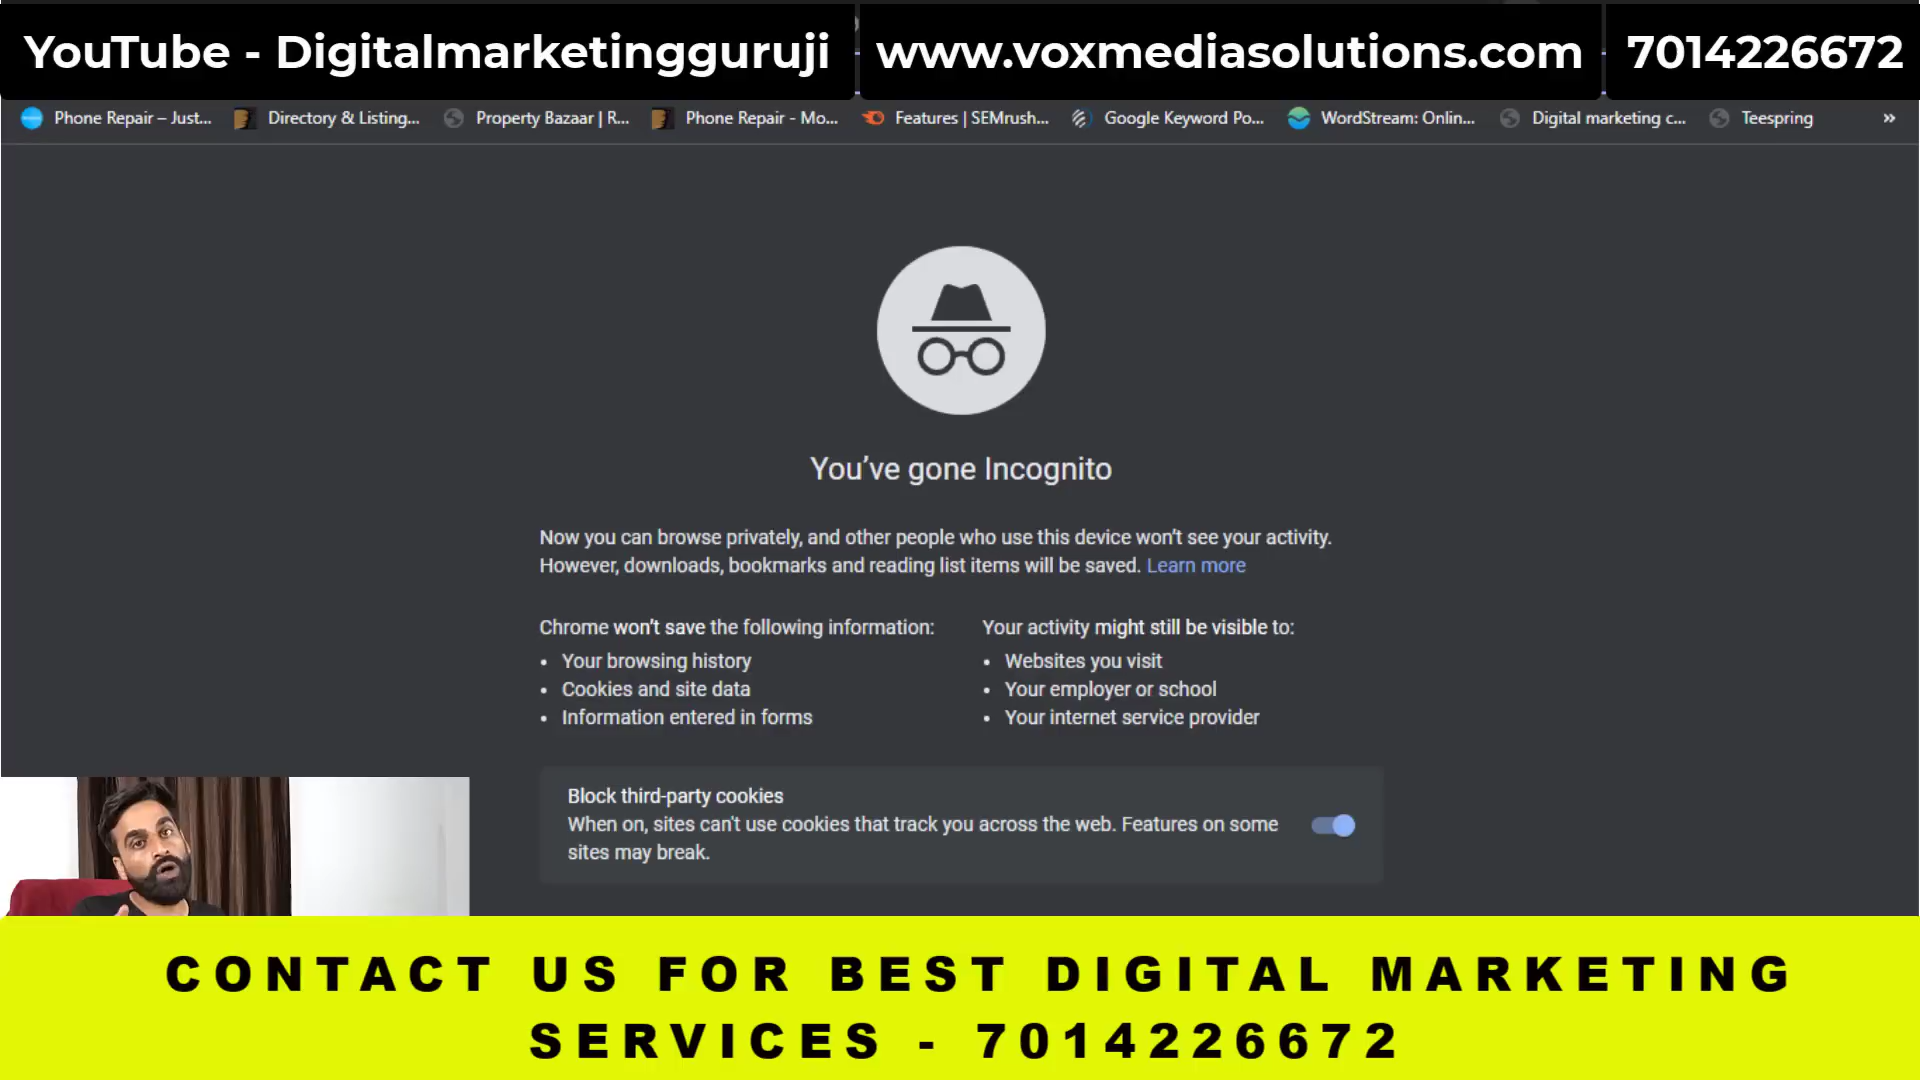 YouTube - Digitalmarketingguruji
www.voxmediasolutions.com
7014226672
Phone Repair – Just...
Directory & Listing...
Property Bazaar | R...
Phone Repair - Mo...
Features | SEMrush...
Google Keyword Po...
WordStream: Onlin...
Digital marketing c...
Teespring
»
You've gone Incognito
Now you can browse privately, and other people who use this device won't see your activity.
However, downloads, bookmarks and reading list items will be saved. Learn more
Chrome won't save the following information:
• Your browsing history
• Cookies and site data
• Information entered in forms
Your activity might still be visible to:
• Websites you visit
• Your employer or school
• Your internet service provider
Block third-party cookies
When on, sites can't use cookies that track you across the web. Features on some
sites may break.
CONTACT US FOR BEST DIGITAL MARKETING
SERVICES - 7014226672